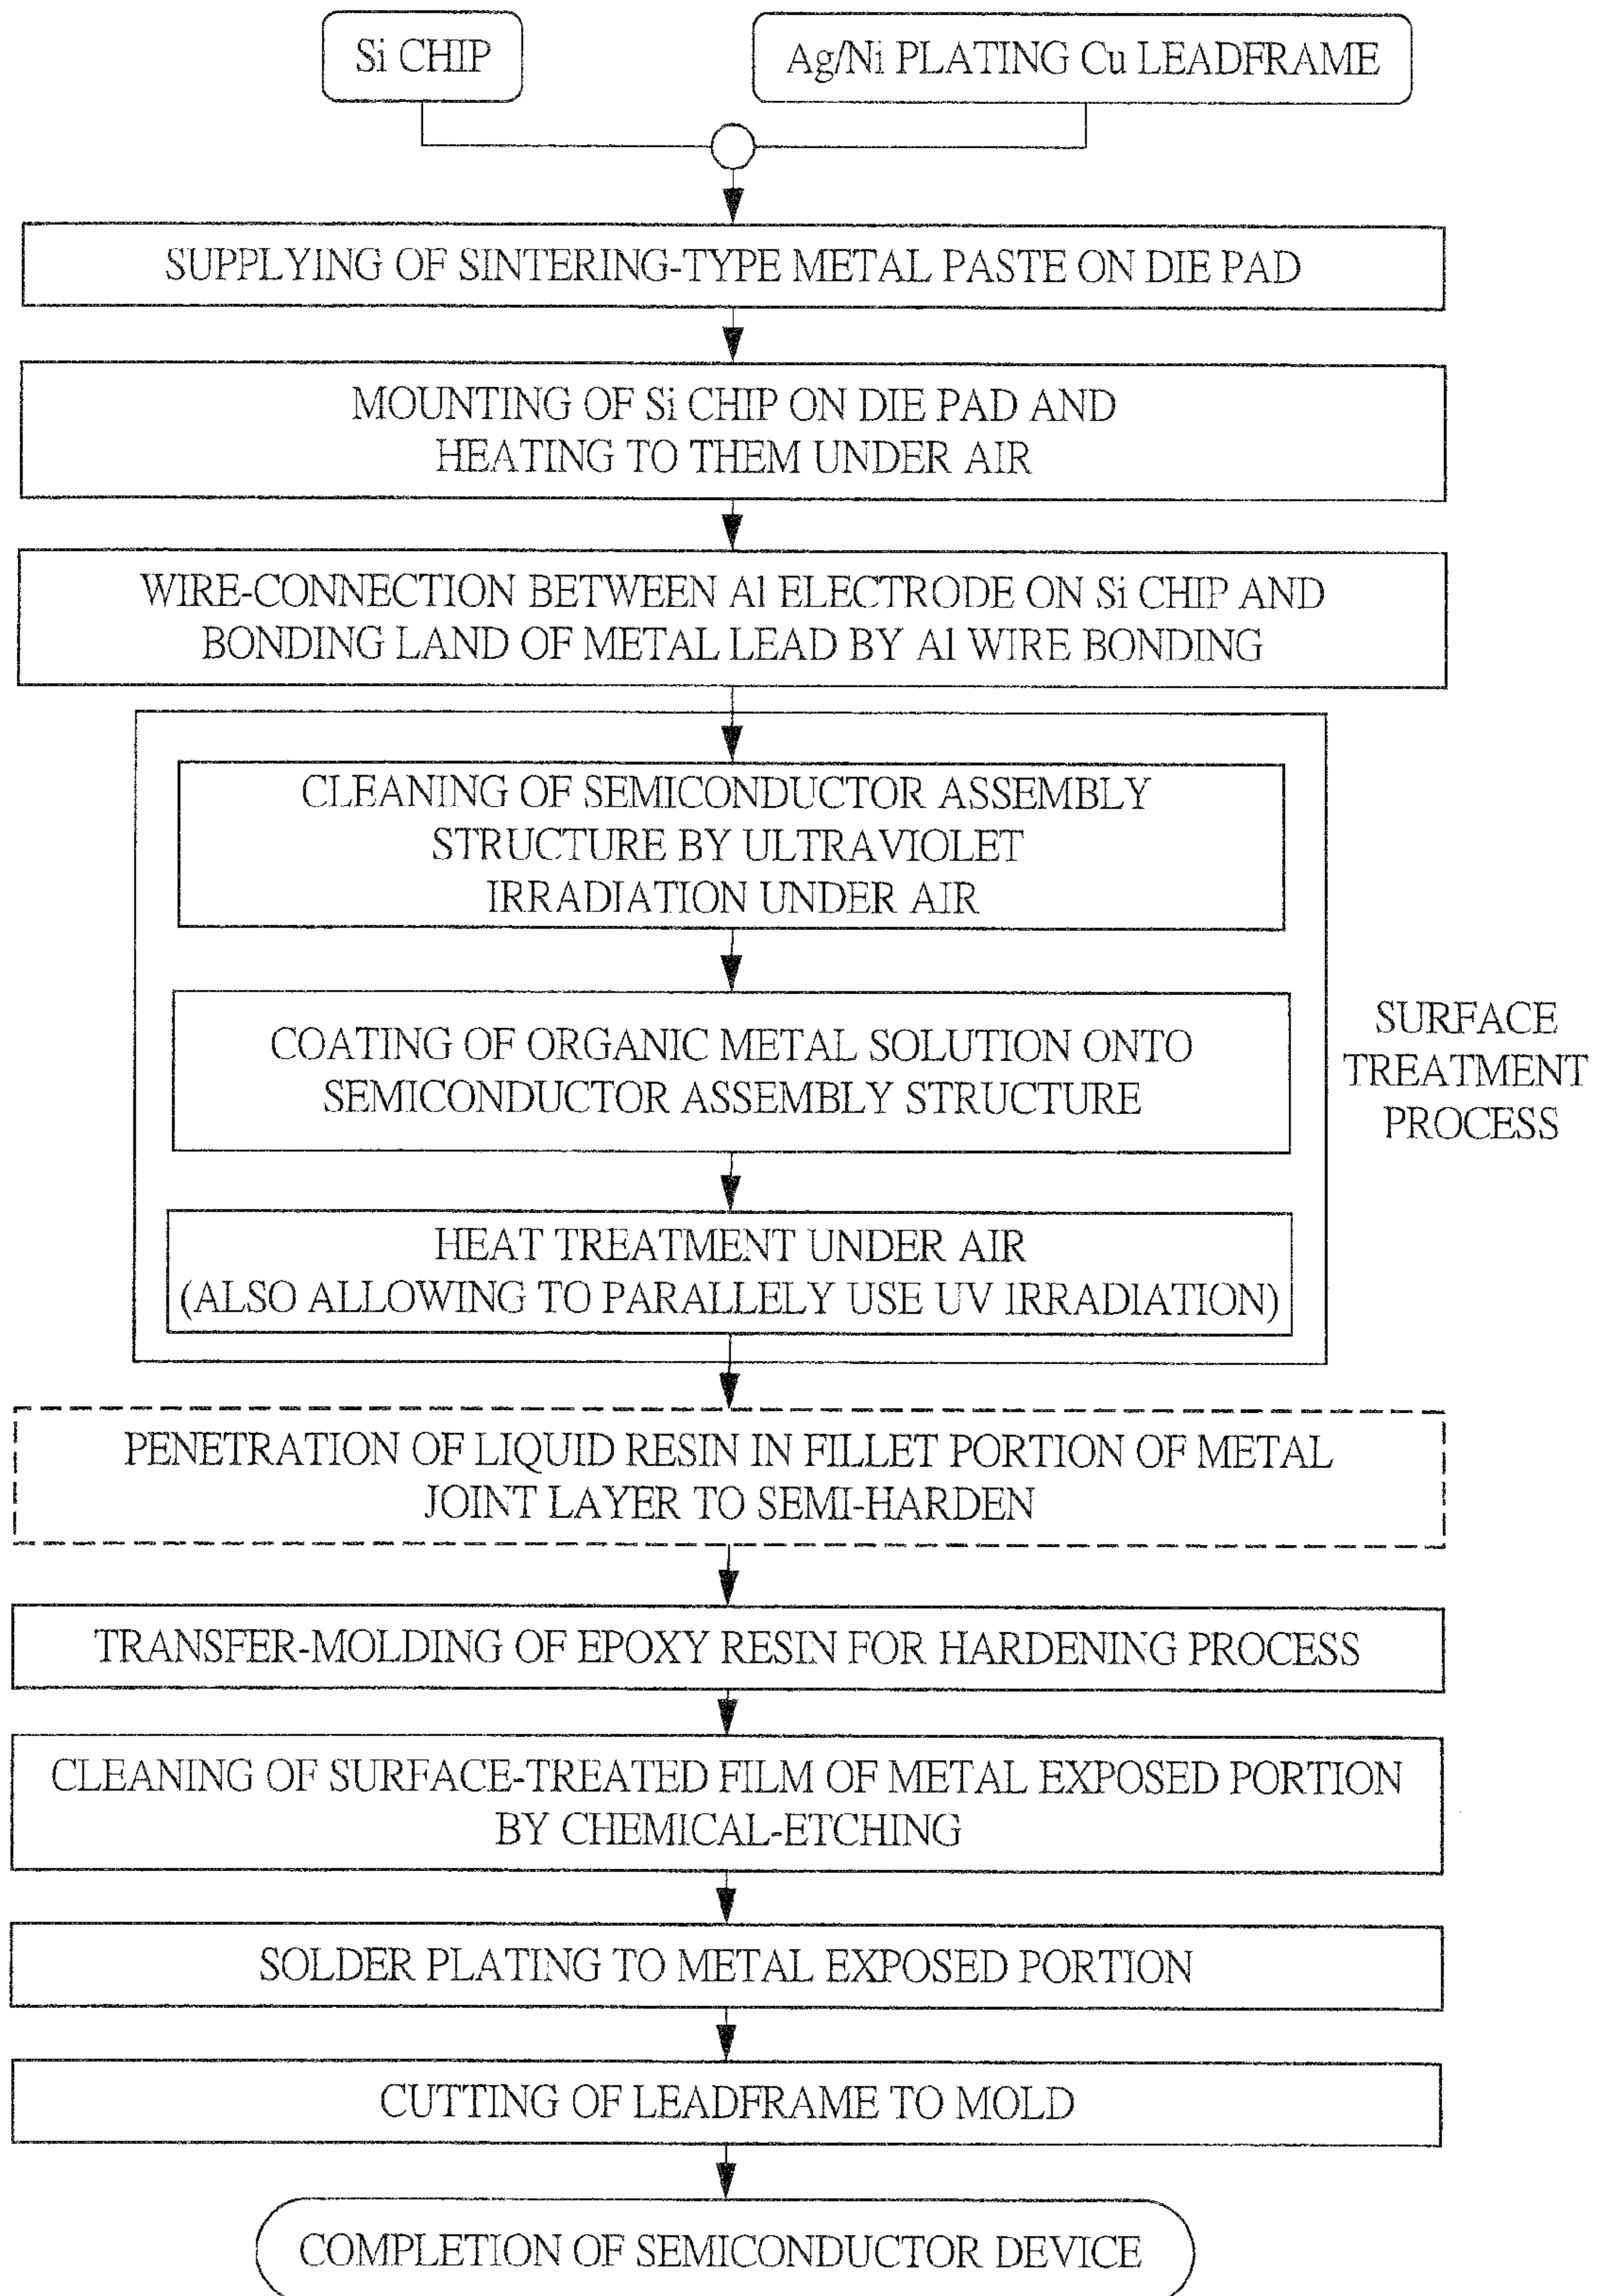 Si CHIP
Ag/Ni PLATING Cu LEADFRAME
SUPPLYING OF SINTERING-TYPE METAL PASTE ON DIE PAD
MOUNTING OF Si CHIP ON DIE PAD AND
HEATING TO THEM UNDER AIR
WIRE-CONNECTION BETWEEN Al ELECTRODE ON Si CHIP AND
BONDING LAND OF METAL LEAD BY Al WIRE BONDING
CLEANING OF SEMICONDUCTOR ASSEMBLY
STRUCTURE BY ULTRAVIOLET
IRRADIATION UNDER AIR
COATING OF ORGANIC METAL SOLUTION ONTO
SEMICONDUCTOR ASSEMBLY STRUCTURE
SURFACE
TREATMENT
PROCESS
HEAT TREATMENT UNDER AIR
(ALSO ALLOWING TO PARALLELY USE UV IRRADIATION)
PENETRATION OF LIQUID RESIN IN FILLET PORTION OF METAL
JOINT LAYER TO SEMI-HARDEN
TRANSFER-MOLDING OF EPOXY RESIN FOR HARDENING PROCESS
CLEANING OF SURFACE-TREATED FILM OF METAL EXPOSED PORTION
BY CHEMICAL-ETCHING
SOLDER PLATING TO METAL EXPOSED PORTION
CUTTING OF LEADFRAME TO MOLD
COMPLETION OF SEMICONDUCTOR DEVICE